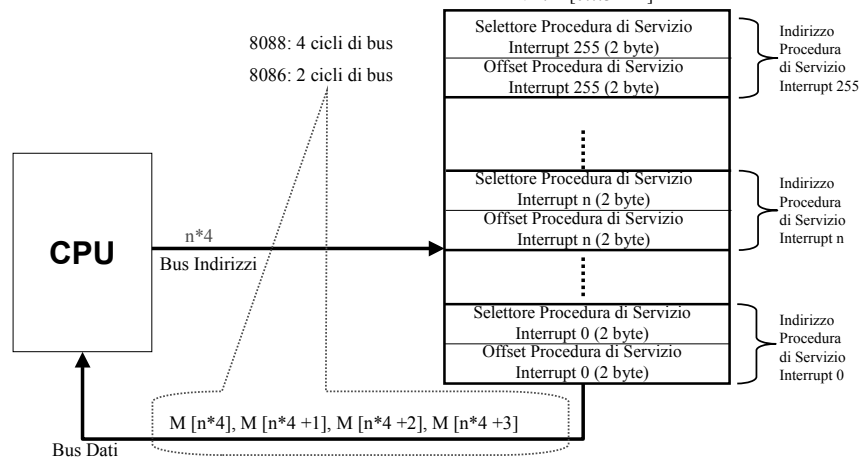 8088: 4 cicli di bus
8086: 2 cicli di bus
Selettore Procedura di Servizio
Interrupt 255 (2 byte)
Offset Procedura di Servizio
Interrupt 255 (2 byte)
Indirizzo
Procedura
di Servizio
Interrupt 255
Selettore Procedura di Servizio
Interrupt n (2 byte)
Offset Procedura di Servizio
Interrupt n (2 byte)
Indirizzo
Procedura
di Servizio
Interrupt n
CPU
n*4
Bus Indirizzi
Selettore Procedura di Servizio
Interrupt 0 (2 byte)
Offset Procedura di Servizio
Interrupt 0 (2 byte)
Indirizzo
Procedura
di Servizio
Interrupt 0
M [n*4], M [n*4 +1], M [n*4 +2], M [n*4 +3]
Bus Dati